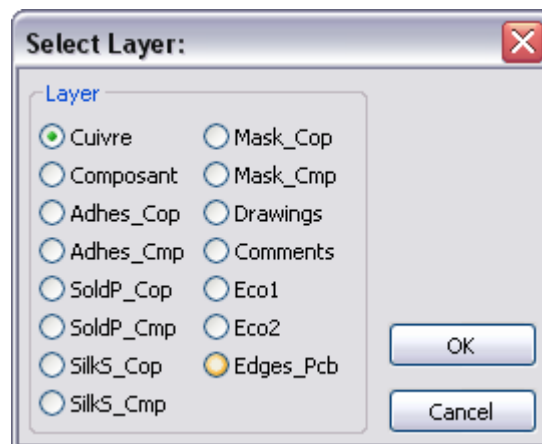 Select Layer:
Layer
Cuivre
Composant
Adhes_Cop
Adhes_Cmp
SoldP_Cop
SoldP_Cmp
SilkS_Cop
SilkS_Cmp
Mask_Cop
Mask_Cmp
Drawings
Comments
Eco1
Eco2
Edges_Pcb
OK
Cancel